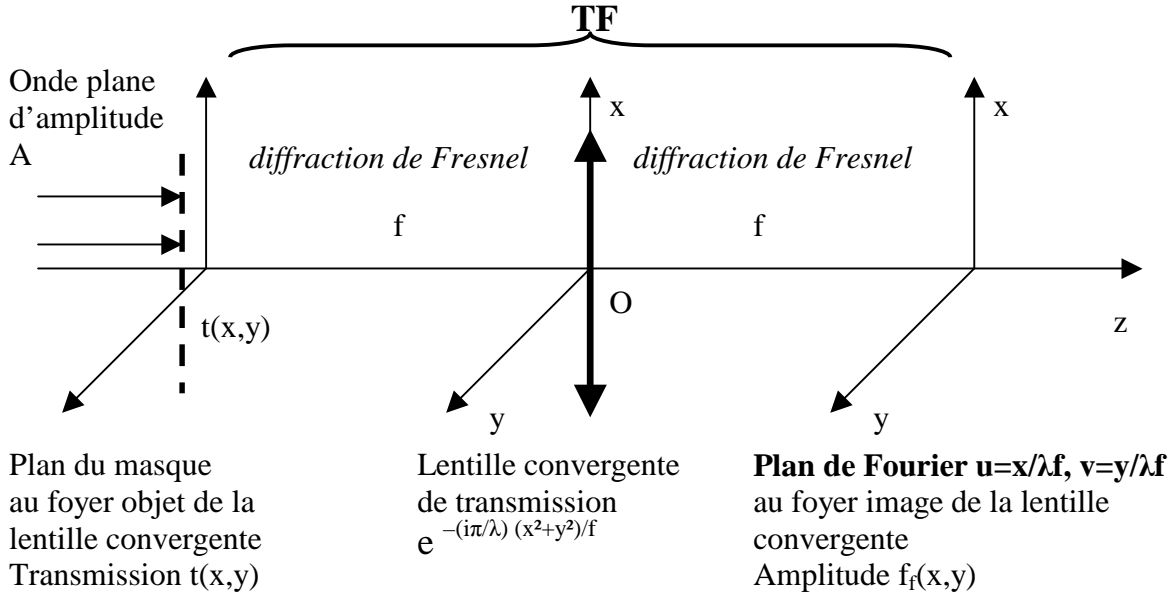 TF
Onde plane
d’amplitude
A
x
x
diffraction de Fresnel
diffraction de Fresnel
f
f
O
t(x,y)
z
y
y
Plan du masque
au foyer objet de la
lentille convergente
Transmission t(x,y)
Lentille convergente
de transmission
e –(iπ/λ) (x²+y²)/f
Plan de Fourier u=x/λf, v=y/λf
au foyer image de la lentille
convergente
Amplitude ff(x,y)